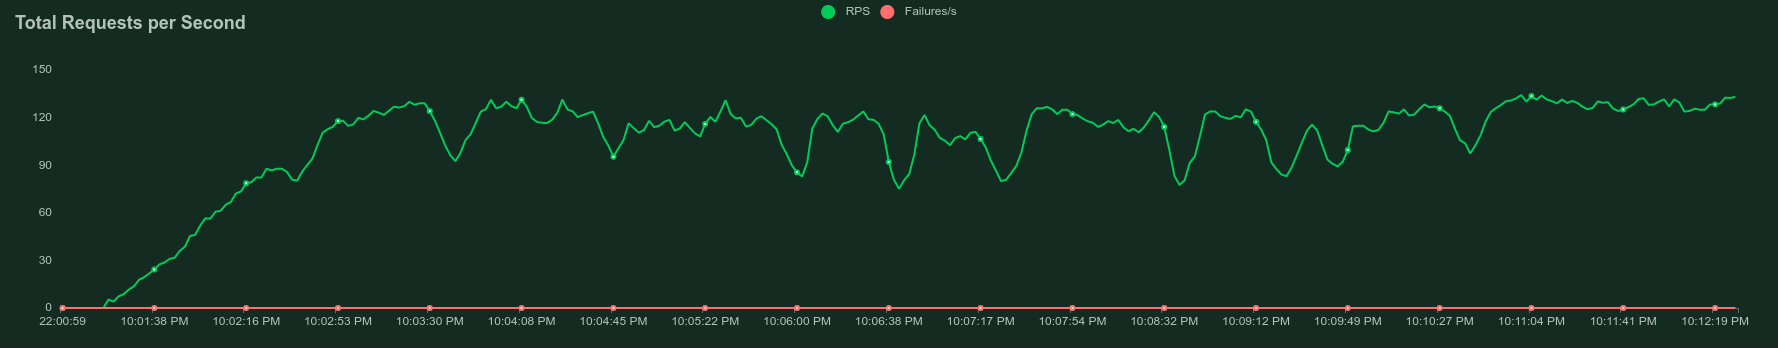 Total Requests per Second
RPS Failures/s
150
120
90
60
30
0
22:00:59 10:01:38 PM 10:02:16 PM 10:02:53 PM 10:03:30 PM 10:04:08 PM 10:04:45 PM 10:05:22 PM 10:06:00 PM 10:06:38 PM 10:07:17 PM 10:07:54 PM 10:08:32 PM 10:09:12 PM 10:09:49 PM 10:10:27 PM 10:11:04 PM 10:11:41 PM 10:12:19 PM